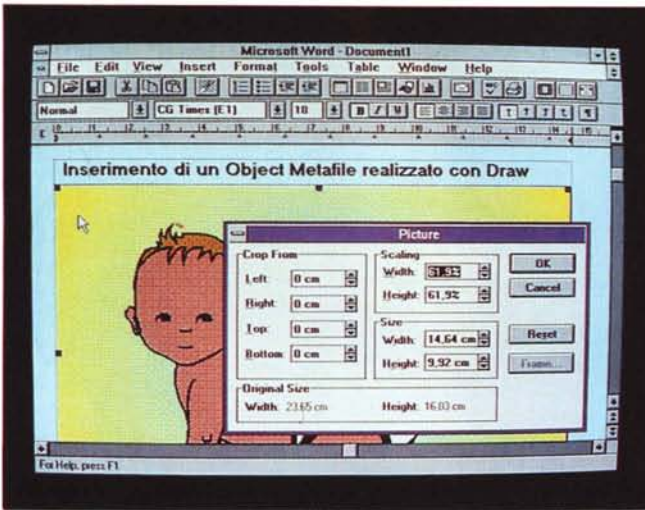 Microsoft Word - Document1
File Edit View Insert Format Tools Table Window Help
Normal CG Times (E1) 10 B I U
Inserimento di un Object Metafile realizzato con Draw
Picture
Crop From
Left: 0 cm
Right: 0 cm
Top: 0 cm
Bottom: 0 cm
Scaling
Width: 61,9%
Height: 61,9%
Size
Width: 14,64 cm
Height: 9,92 cm
OK
Cancel
Reset
Frame...
Original Size
Width: 23,65 cm Height: 16,03 cm
For Help, press F1